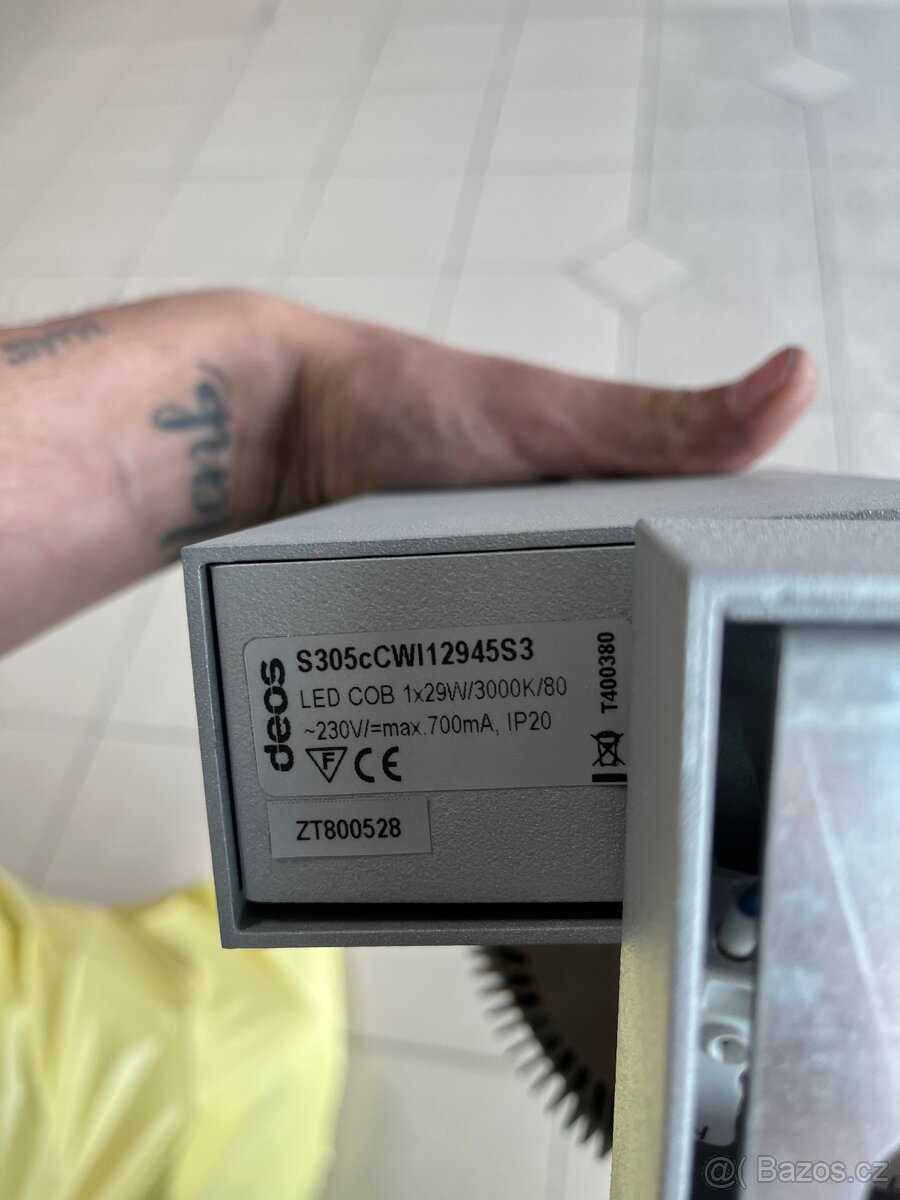 deos
S305cCWI12945S3
LED COB 1x29W/3000K/80
~230V/=max.700mA, IP20
F CE
T400380
ZT800528
@( Bazos.cz